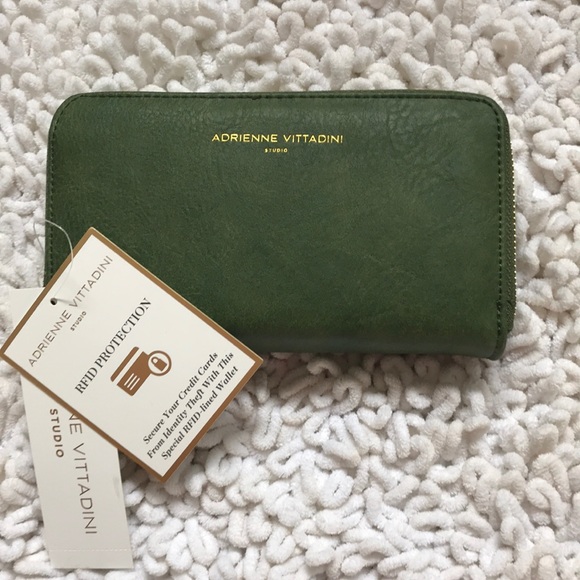 ADRIENNE VITTADINI
STUDIO
ADRIENNE VITTADINI
STUDIO
RFID PROTECTION
Secure Your Credit Cards
From Identity Theft With This
Special RFID-lined Wallet
VITTADINI
STUDIO